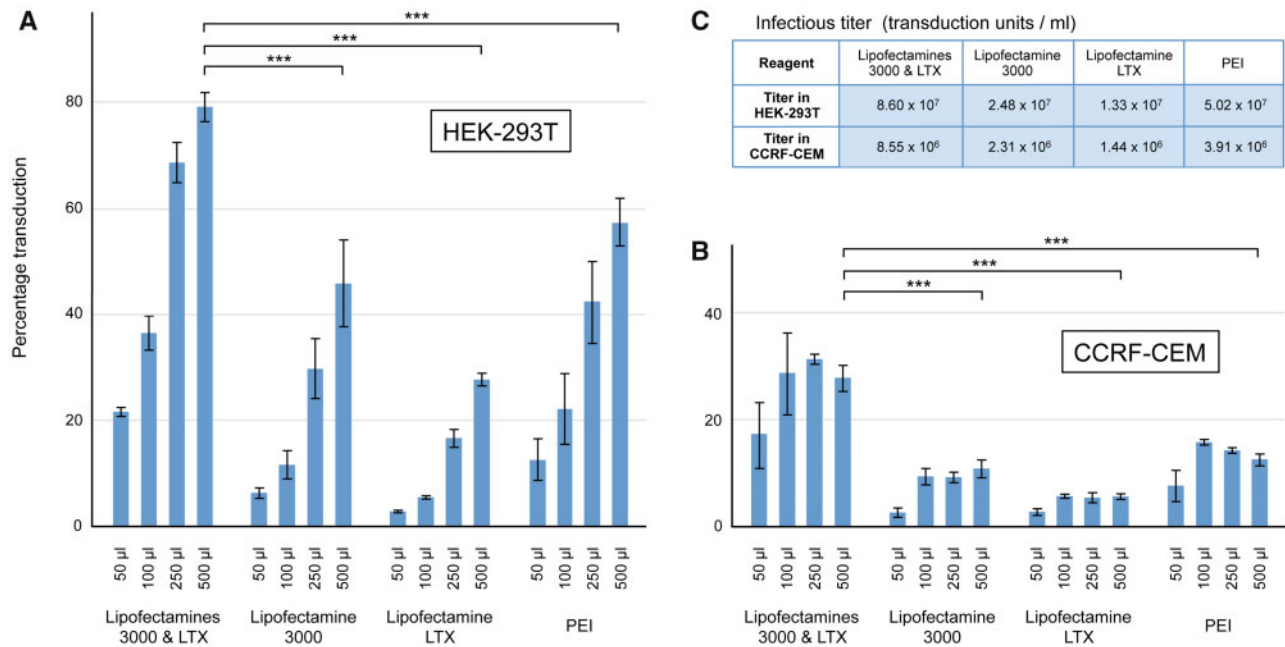 A
***
***
***
HEK-293T
Percentage transduction
80
60
40
20
0
50 µl
100 µl
250 µl
500 µl
50 µl
100 µl
250 µl
500 µl
50 µl
100 µl
250 µl
500 µl
50 µl
100 µl
250 µl
500 µl
Lipofectamines
3000 & LTX
Lipofectamine
3000
Lipofectamine
LTX
PEI
C
Infectious titer (transduction units / ml)
Reagent
Lipofectamines
3000 & LTX
Lipofectamine
3000
Lipofectamine
LTX
PEI
Titer in
HEK-293T
8.60 x 10⁷
2.48 x 10⁷
1.33 x 10⁷
5.02 x 10⁷
Titer in
CCRF-CEM
8.55 x 10⁶
2.31 x 10⁶
1.44 x 10⁶
3.91 x 10⁶
B
***
***
***
CCRF-CEM
40
20
0
50 µl
100 µl
250 µl
500 µl
50 µl
100 µl
250 µl
500 µl
50 µl
100 µl
250 µl
500 µl
50 µl
100 µl
250 µl
500 µl
Lipofectamines
3000 & LTX
Lipofectamine
3000
Lipofectamine
LTX
PEI